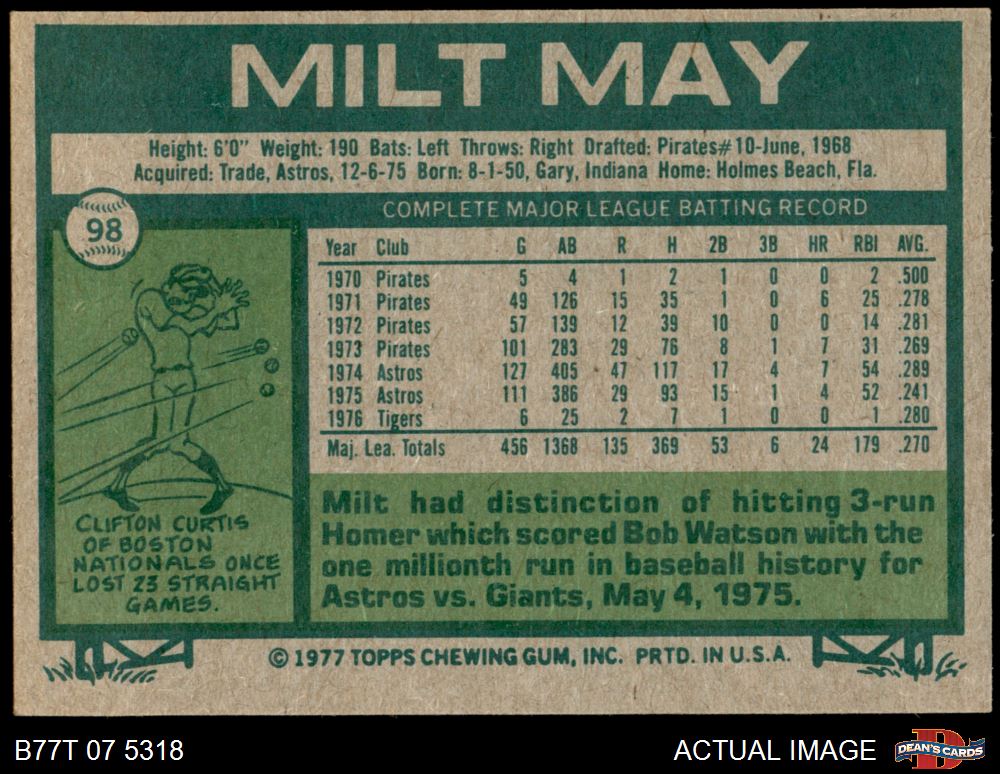 MILT MAY
Height: 6'0" Weight: 190 Bats: Left Throws: Right Drafted: Pirates#10-June, 1968
Acquired: Trade, Astros, 12-6-75 Born: 8-1-50, Gary, Indiana Home: Holmes Beach, Fla.
98
COMPLETE MAJOR LEAGUE BATTING RECORD
Year Club G AB R H 2B 3B HR RBI AVG.
1970 Pirates 5 4 1 2 1 0 0 2 .500
1971 Pirates 49 126 15 35 1 0 6 25 .278
1972 Pirates 57 139 12 39 10 0 0 14 .281
1973 Pirates 101 283 29 76 8 1 7 31 .269
1974 Astros 127 405 47 117 17 4 7 54 .289
1975 Astros 111 386 29 93 15 1 4 52 .241
1976 Tigers 6 25 2 7 1 0 0 1 .280
Maj. Lea. Totals 456 1368 135 369 53 6 24 179 .270
CLIFTON CURTIS
OF BOSTON
NATIONALS ONCE
LOST 23 STRAIGHT
GAMES.
Milt had distinction of hitting 3-run
Homer which scored Bob Watson with the
one millionth run in baseball history for
Astros vs. Giants, May 4, 1975.
© 1977 TOPPS CHEWING GUM, INC. PRTD. IN U.S.A.
B77T 07 5318
ACTUAL IMAGE
D
DEAN'S CARDS